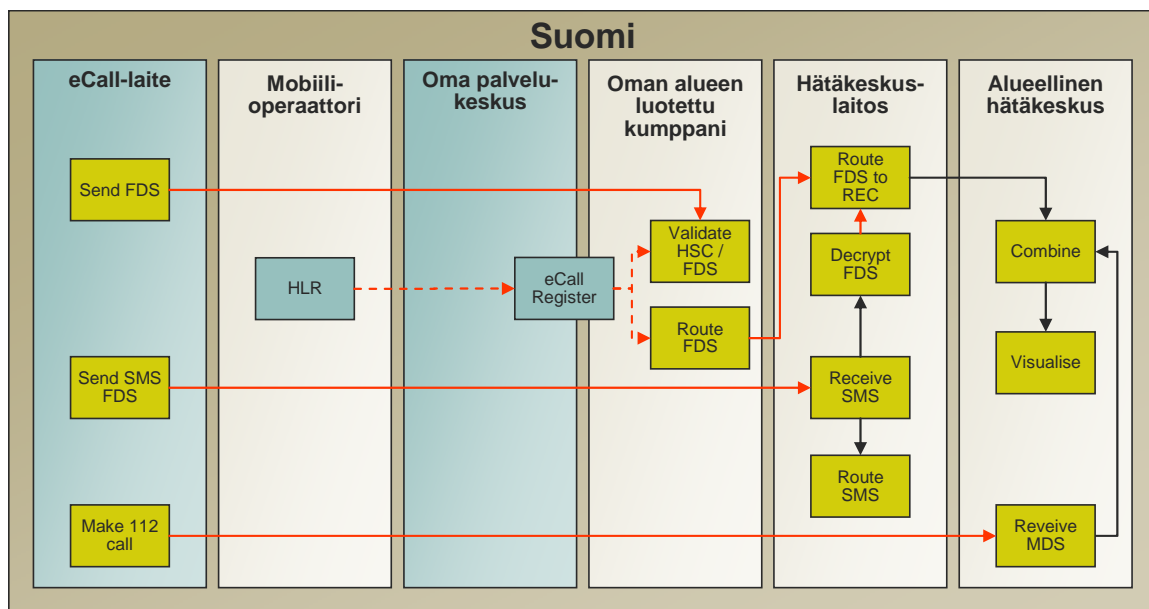 Suomi
eCall-laite
Mobiili-
operaattori
Oma palvelu-
keskus
Oman alueen
luotettu
kumppani
Hätäkeskus-
laitos
Alueellinen
hätäkeskus
Send FDS
Send SMS
FDS
Make 112
call
HLR
eCall
Register
Validate
HSC /
FDS
Route
FDS
Route
FDS to
REC
Decrypt
FDS
Receive
SMS
Route
SMS
Combine
Visualise
Reveive
MDS